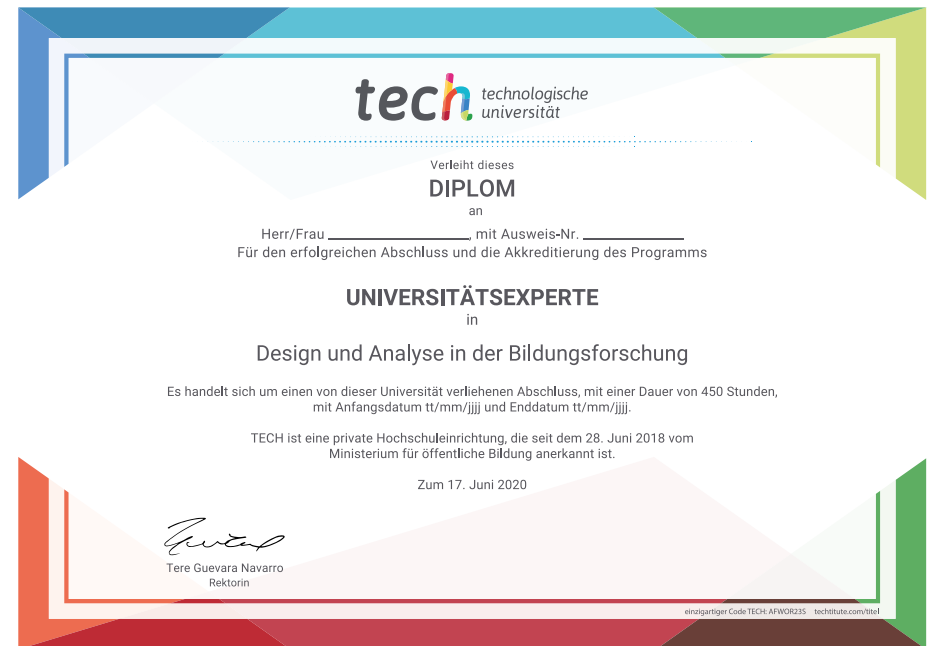 tech technologische
universität
Verleiht dieses
DIPLOM
an
Herr/Frau ____________________, mit Ausweis-Nr. ______________
Für den erfolgreichen Abschluss und die Akkreditierung des Programms
UNIVERSITÄTSEXPERTE
in
Design und Analyse in der Bildungsforschung
Es handelt sich um einen von dieser Universität verliehenen Abschluss, mit einer Dauer von 450 Stunden,
mit Anfangsdatum tt/mm/jjjj und Enddatum tt/mm/jjjj.
TECH ist eine private Hochschuleinrichtung, die seit dem 28. Juni 2018 vom
Ministerium für öffentliche Bildung anerkannt ist.
Zum 17. Juni 2020
Tere Guevara Navarro
Rektorin
einzigartiger Code TECH: AFWOR23S techtitute.com/titel